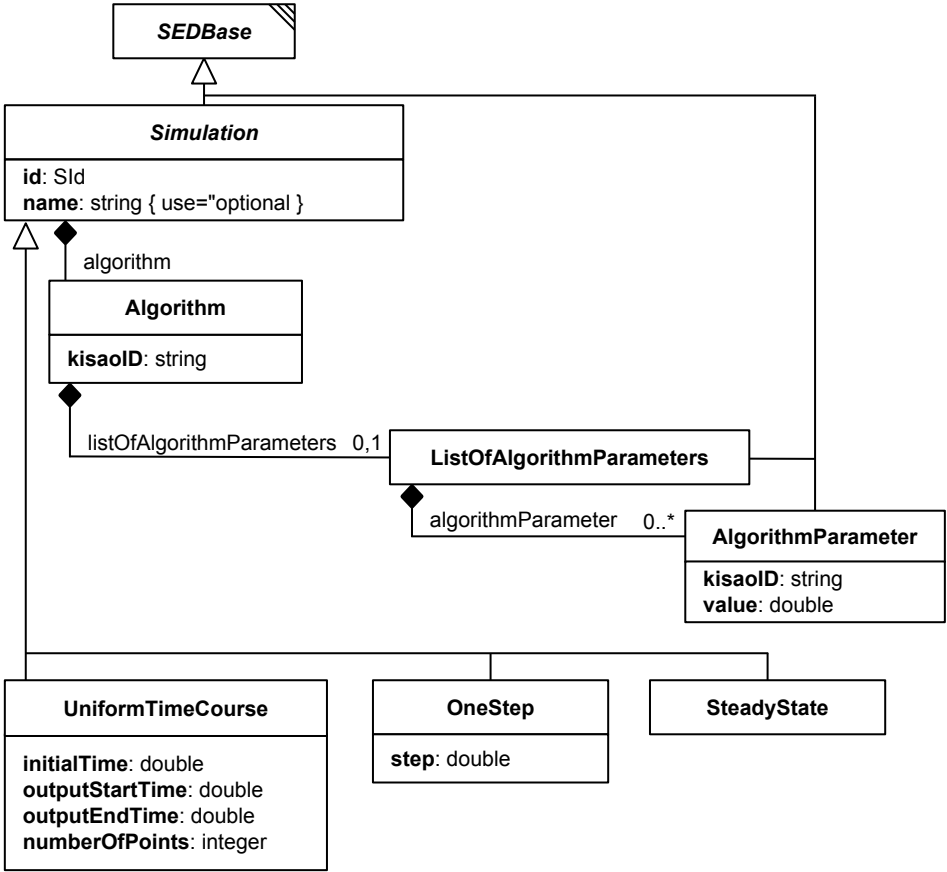 SEDBase
Simulation
id: SId
name: string { use="optional }
algorithm
Algorithm
kisaoID: string
listOfAlgorithmParameters 0,1
ListOfAlgorithmParameters
algorithmParameter 0..*
AlgorithmParameter
kisaoID: string
value: double
UniformTimeCourse
initialTime: double
outputStartTime: double
outputEndTime: double
numberOfPoints: integer
OneStep
step: double
SteadyState